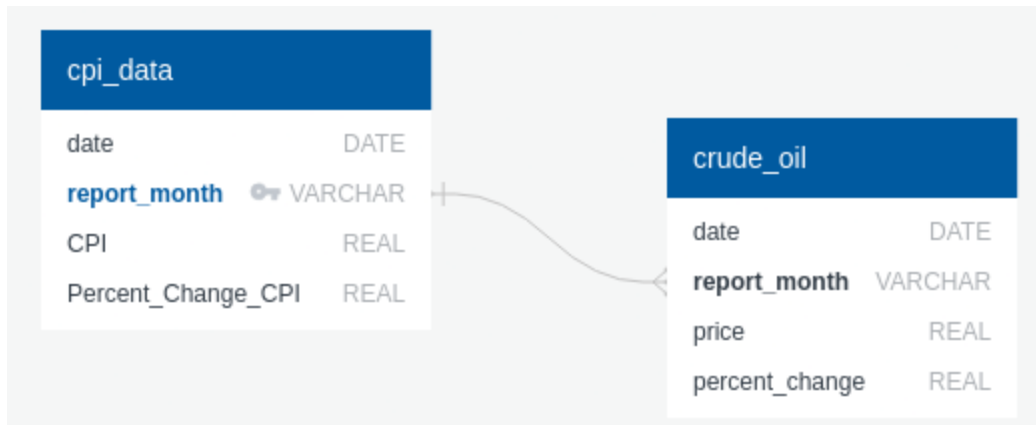 cpi_data
date DATE
report_month VARCHAR
CPI REAL
Percent_Change_CPI REAL
crude_oil
date DATE
report_month VARCHAR
price REAL
percent_change REAL